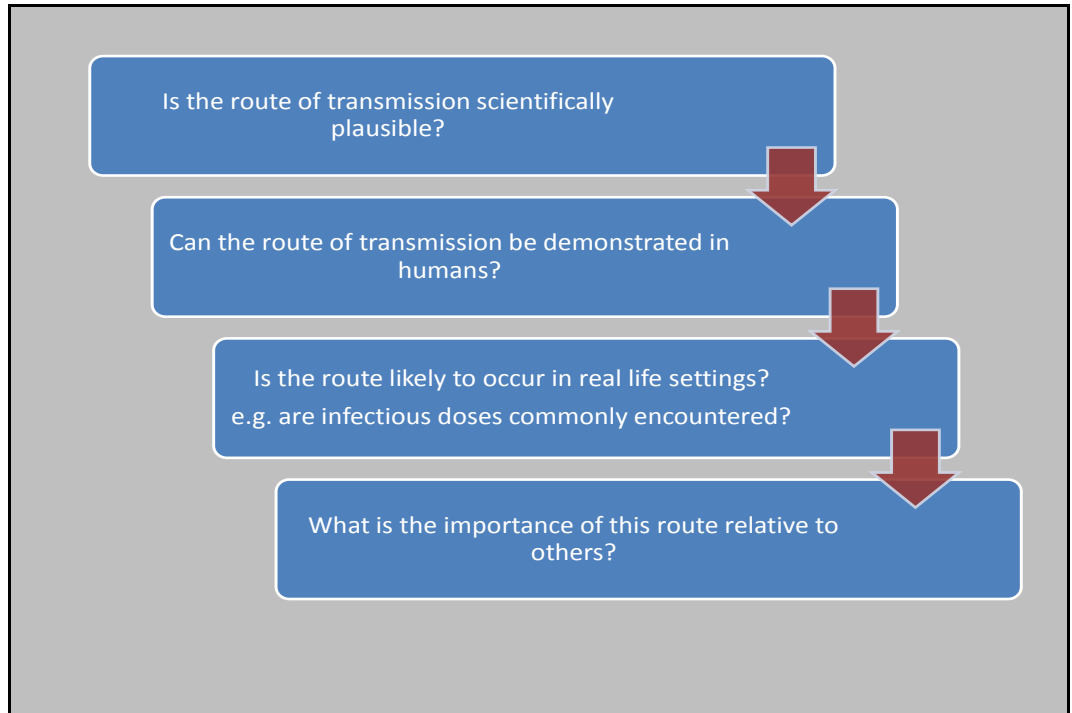 Is the route of transmission scientifically
plausible?
Can the route of transmission be demonstrated in
humans?
Is the route likely to occur in real life settings?
e.g. are infectious doses commonly encountered?
What is the importance of this route relative to
others?